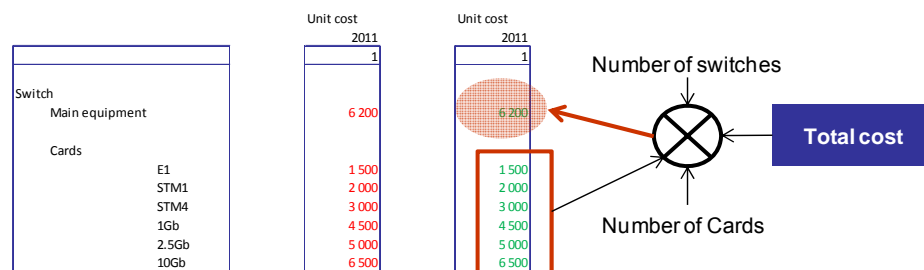 Unit cost Unit cost
2011 2011
1 1
Number of switches
Switch
Main equipment 6 200 6 200
Total cost
Cards
E1 1 500 1 500
STM1 2 000 2 000
STM4 3 000 3 000
Number of Cards
1Gb 4 500 4 500
2.5Gb 5 000 5 000
10Gb 6 500 6 500